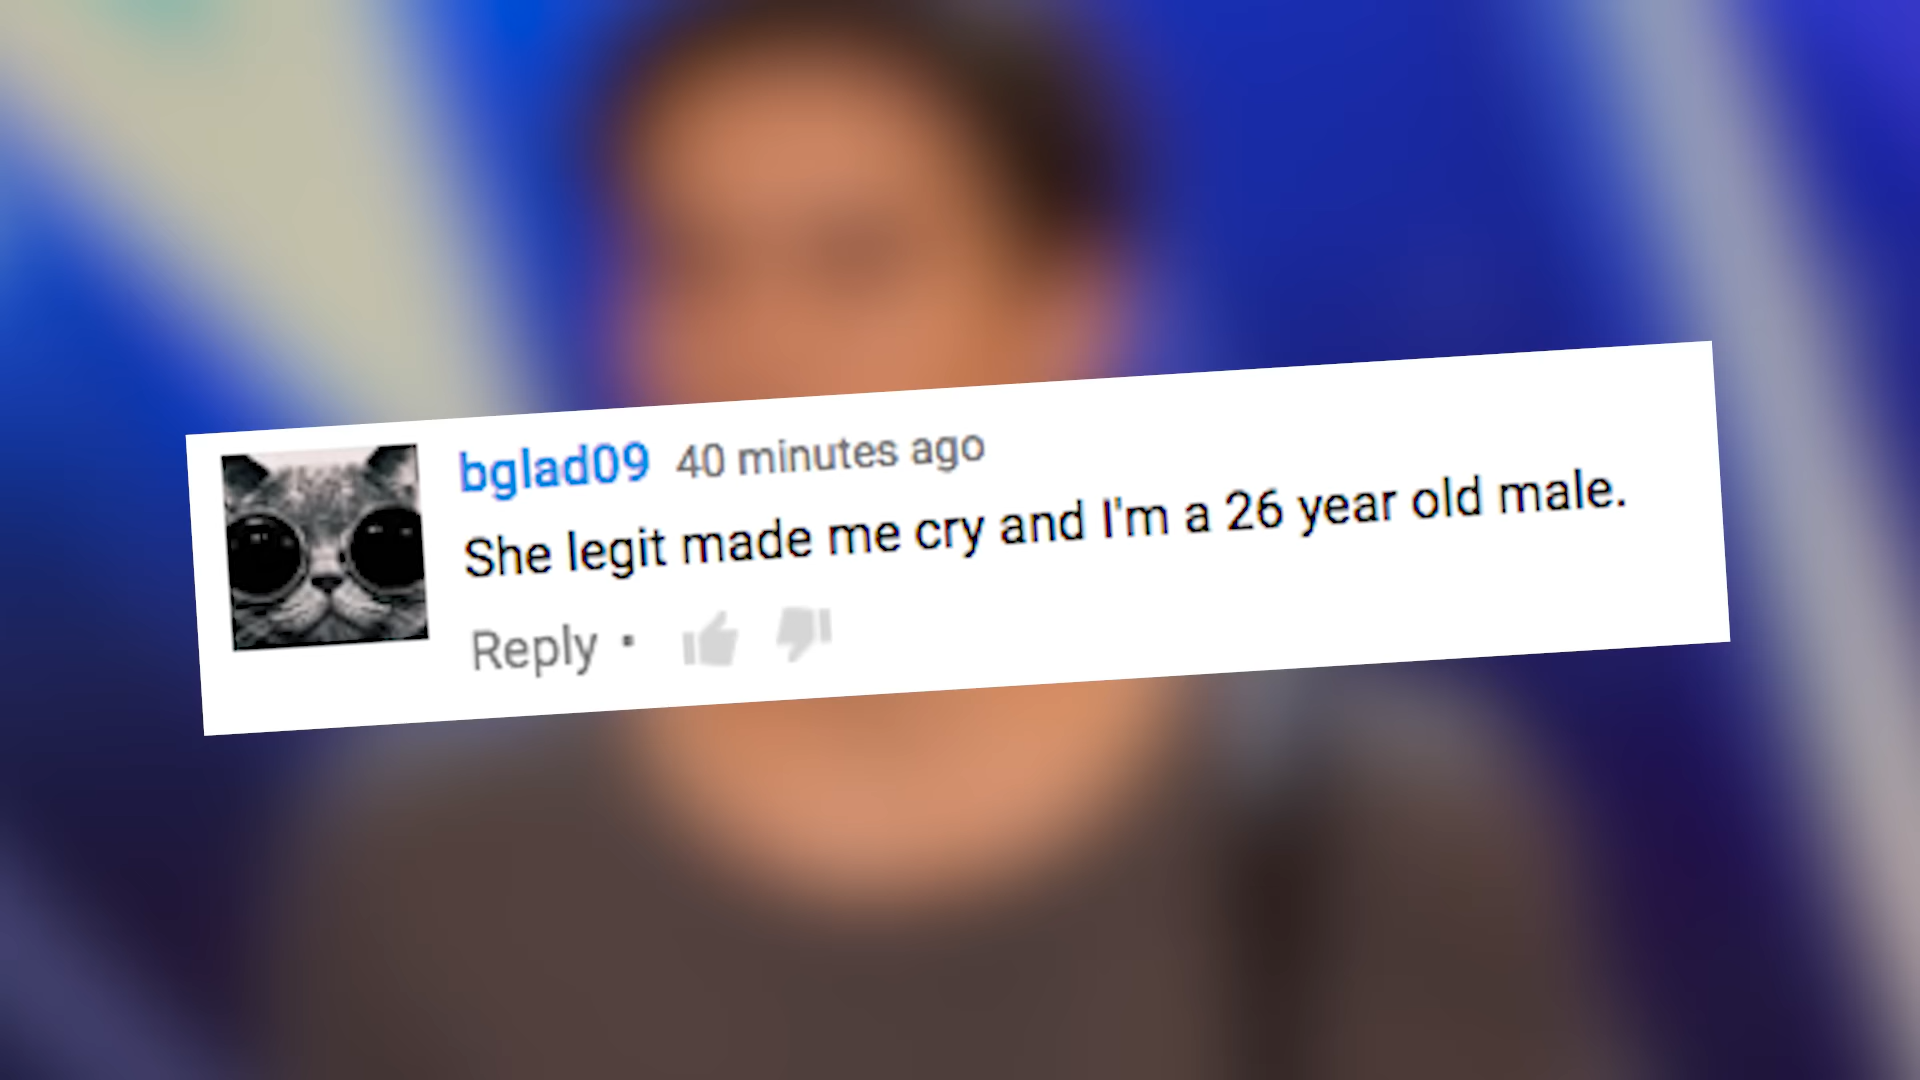 bglad09 40 minutes ago
She legit made me cry and I'm a 26 year old male.
Reply •